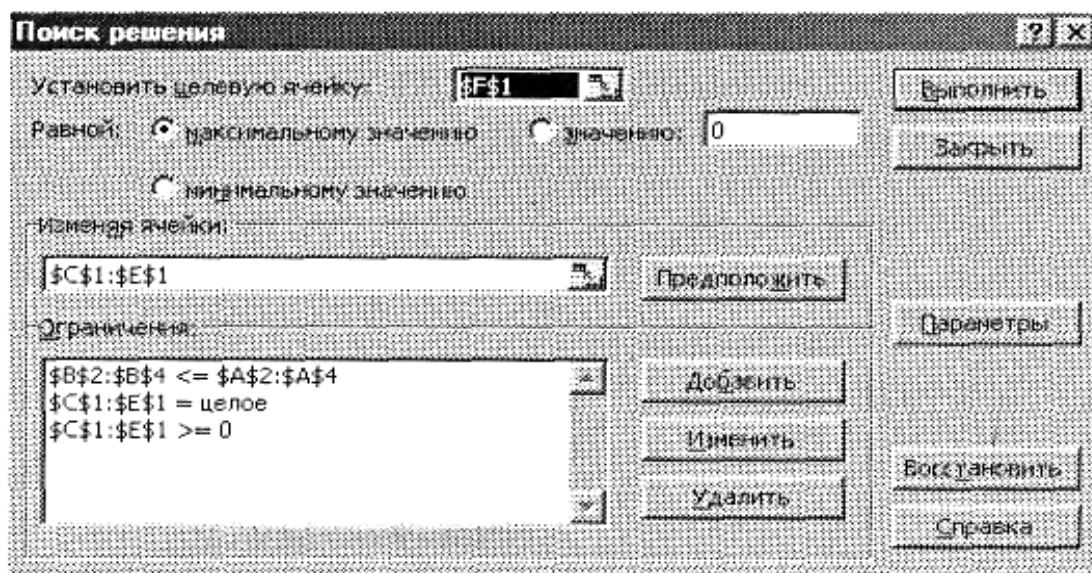 Поиск решения
Установить целевую ячейку: $F$1
Выполнить
Равной: максимальному значению значению: 0
Закрыть
минимальному значению
Изменяя ячейки:
$C$1:$E$1
Предположить
Ограничения:
Параметры
$B$2:$B$4 <= $A$2:$A$4
Добавить
$C$1:$E$1 = целое
$C$1:$E$1 >= 0
Изменить
Восстановить
Удалить
Справка